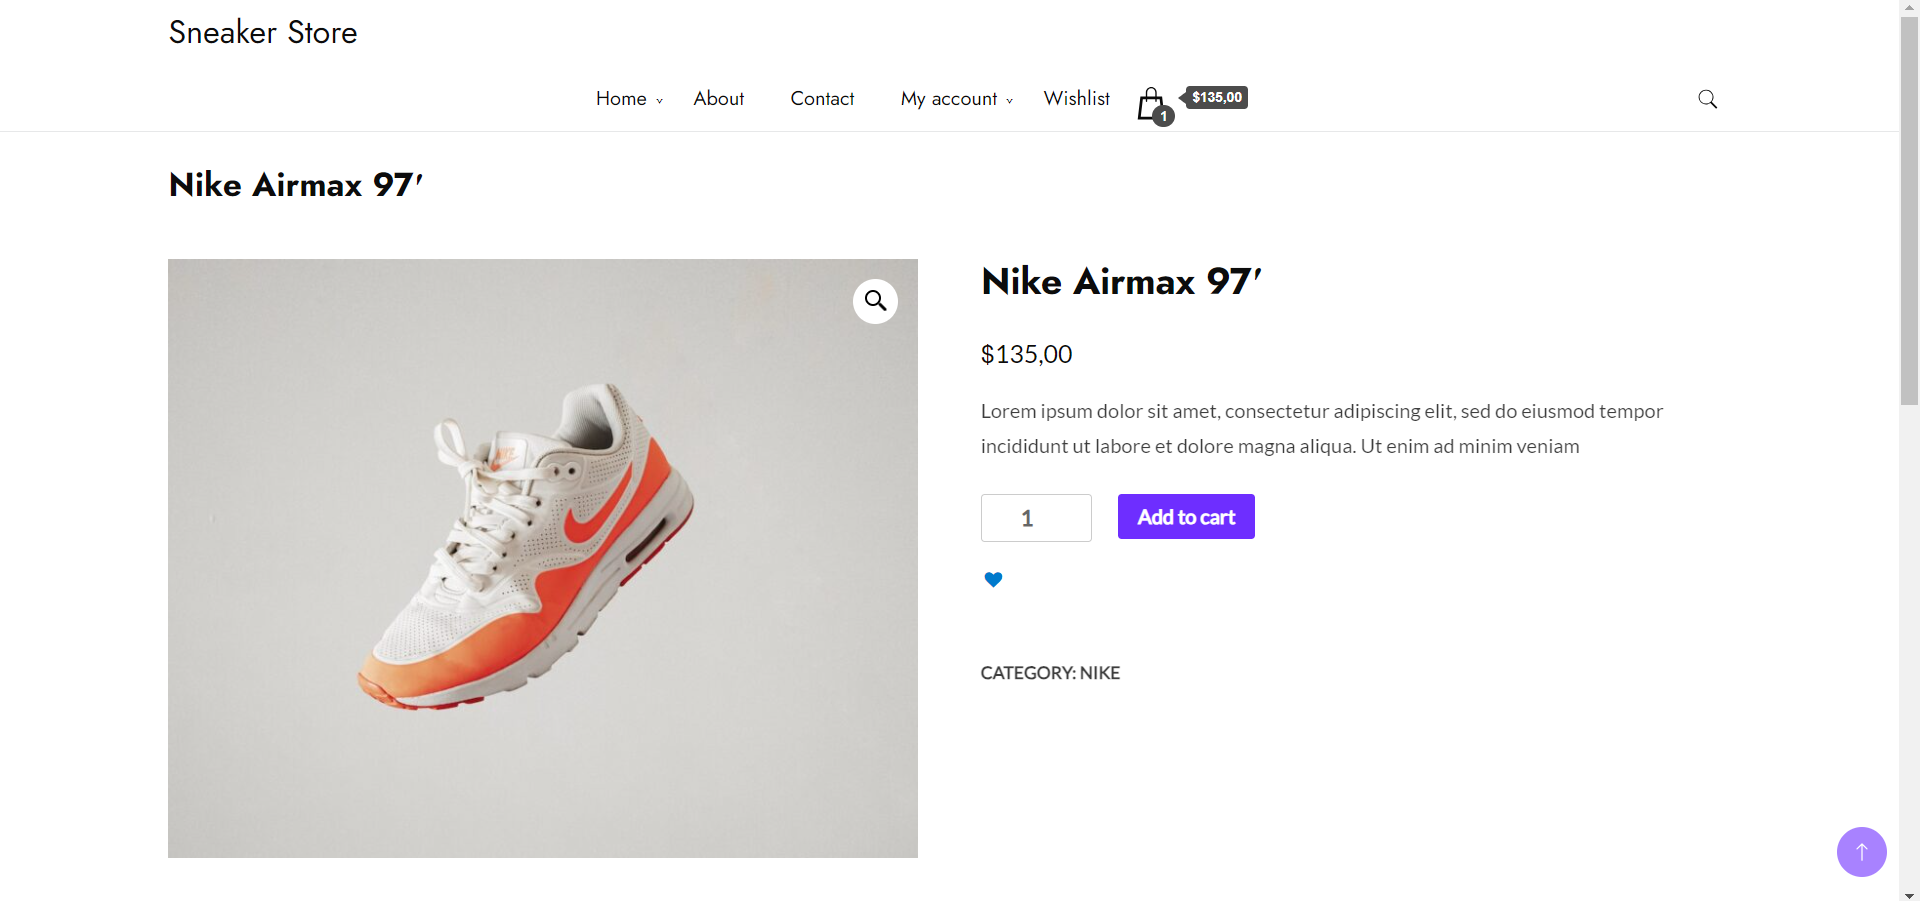 Sneaker Store
Home
About
Contact
My account
Wishlist
1
$135,00
Nike Airmax 97′
Nike Airmax 97′
$135,00
Lorem ipsum dolor sit amet, consectetur adipiscing elit, sed do eiusmod tempor
incididunt ut labore et dolore magna aliqua. Ut enim ad minim veniam
1
Add to cart
CATEGORY: NIKE
NIKE